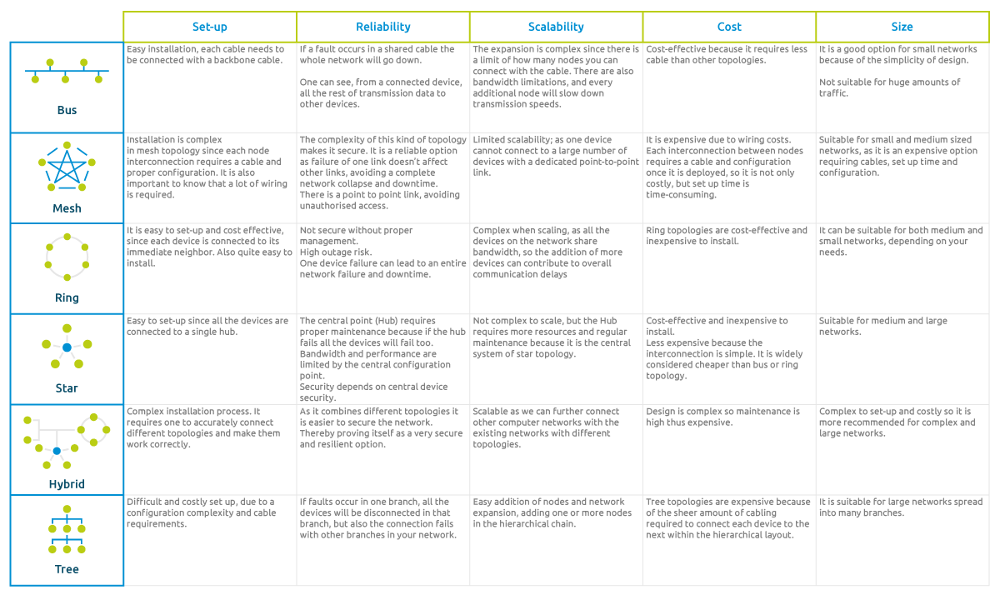 Set-up
Reliability
Scalability
Cost
Size
Bus
Easy installation, each cable needs to
be connected with a backbone cable.
If a fault occurs in a shared cable the
whole network will go down.
One can see, from a connected device,
all the rest of transmission data to
other devices.
The expansion is complex since there is
a limit of how many nodes you can
connect with the cable. There are also
bandwidth limitations, and every
additional node will slow down
transmission speeds.
Cost-effective because it requires less
cable than other topologies.
It is a good option for small networks
because of the simplicity of design.
Not suitable for huge amounts of
traffic.
Mesh
Installation is complex
in mesh topology since each node
interconnection requires a cable and
proper configuration. It is also
important to know that a lot of wiring
is required.
The complexity of this kind of topology
makes it secure. It is a reliable option
as failure of one link doesn't affect
other links, avoiding a complete
network collapse and downtime.
There is a point to point link, avoiding
unauthorised access.
Limited scalability; as one device
cannot connect to a large number of
devices with a dedicated point-to-point
link.
It is expensive due to wiring costs.
Each interconnection between nodes
requires a cable and configuration
once it is deployed, so it is not only
costly, but set up time is
time-consuming.
Suitable for small and medium sized
networks, as it is an expensive option
requiring cables, set up time and
configuration.
Ring
It is easy to set-up and cost effective,
since each device is connected to its
immediate neighbor. Also quite easy to
install.
Not secure without proper
management.
High outage risk.
One device failure can lead to an entire
network failure and downtime.
Complex when scaling, as all the
devices on the network share
bandwidth, so the addition of more
devices can contribute to overall
communication delays
Ring topologies are cost-effective and
inexpensive to install.
It can be suitable for both medium and
small networks, depending on your
needs.
Star
Easy to set-up since all the devices are
connected to a single hub.
The central point (Hub) requires
proper maintenance because if the hub
fails all the devices will fail too.
Bandwidth and performance are
limited by the central configuration
point.
Security depends on central device
security.
Not complex to scale, but the Hub
requires more resources and regular
maintenance because it is the central
system of star topology.
Cost-effective and inexpensive to
install.
Less expensive because the
interconnection is simple. It is widely
considered cheaper than bus or ring
topology.
Suitable for medium and large
networks.
Hybrid
Complex installation process. It
requires one to accurately connect
different topologies and make them
work correctly.
As it combines different topologies it
is easier to secure the network.
Thereby proving itself as a very secure
and resilient option.
Scalable as we can further connect
other computer networks with the
existing networks with different
topologies.
Design is complex so maintenance is
high thus expensive.
Complex to set-up and costly so it is
more recommended for complex and
large networks.
Tree
Difficult and costly set up, due to a
configuration complexity and cable
requirements.
If faults occur in one branch, all the
devices will be disconnected in that
branch, but also the connection fails
with other branches in your network.
Easy addition of nodes and network
expansion, adding one or more nodes
in the hierarchical chain.
Tree topologies are expensive because
of the sheer amount of cabling
required to connect each device to the
next within the hierarchical layout.
It is suitable for large networks spread
into many branches.